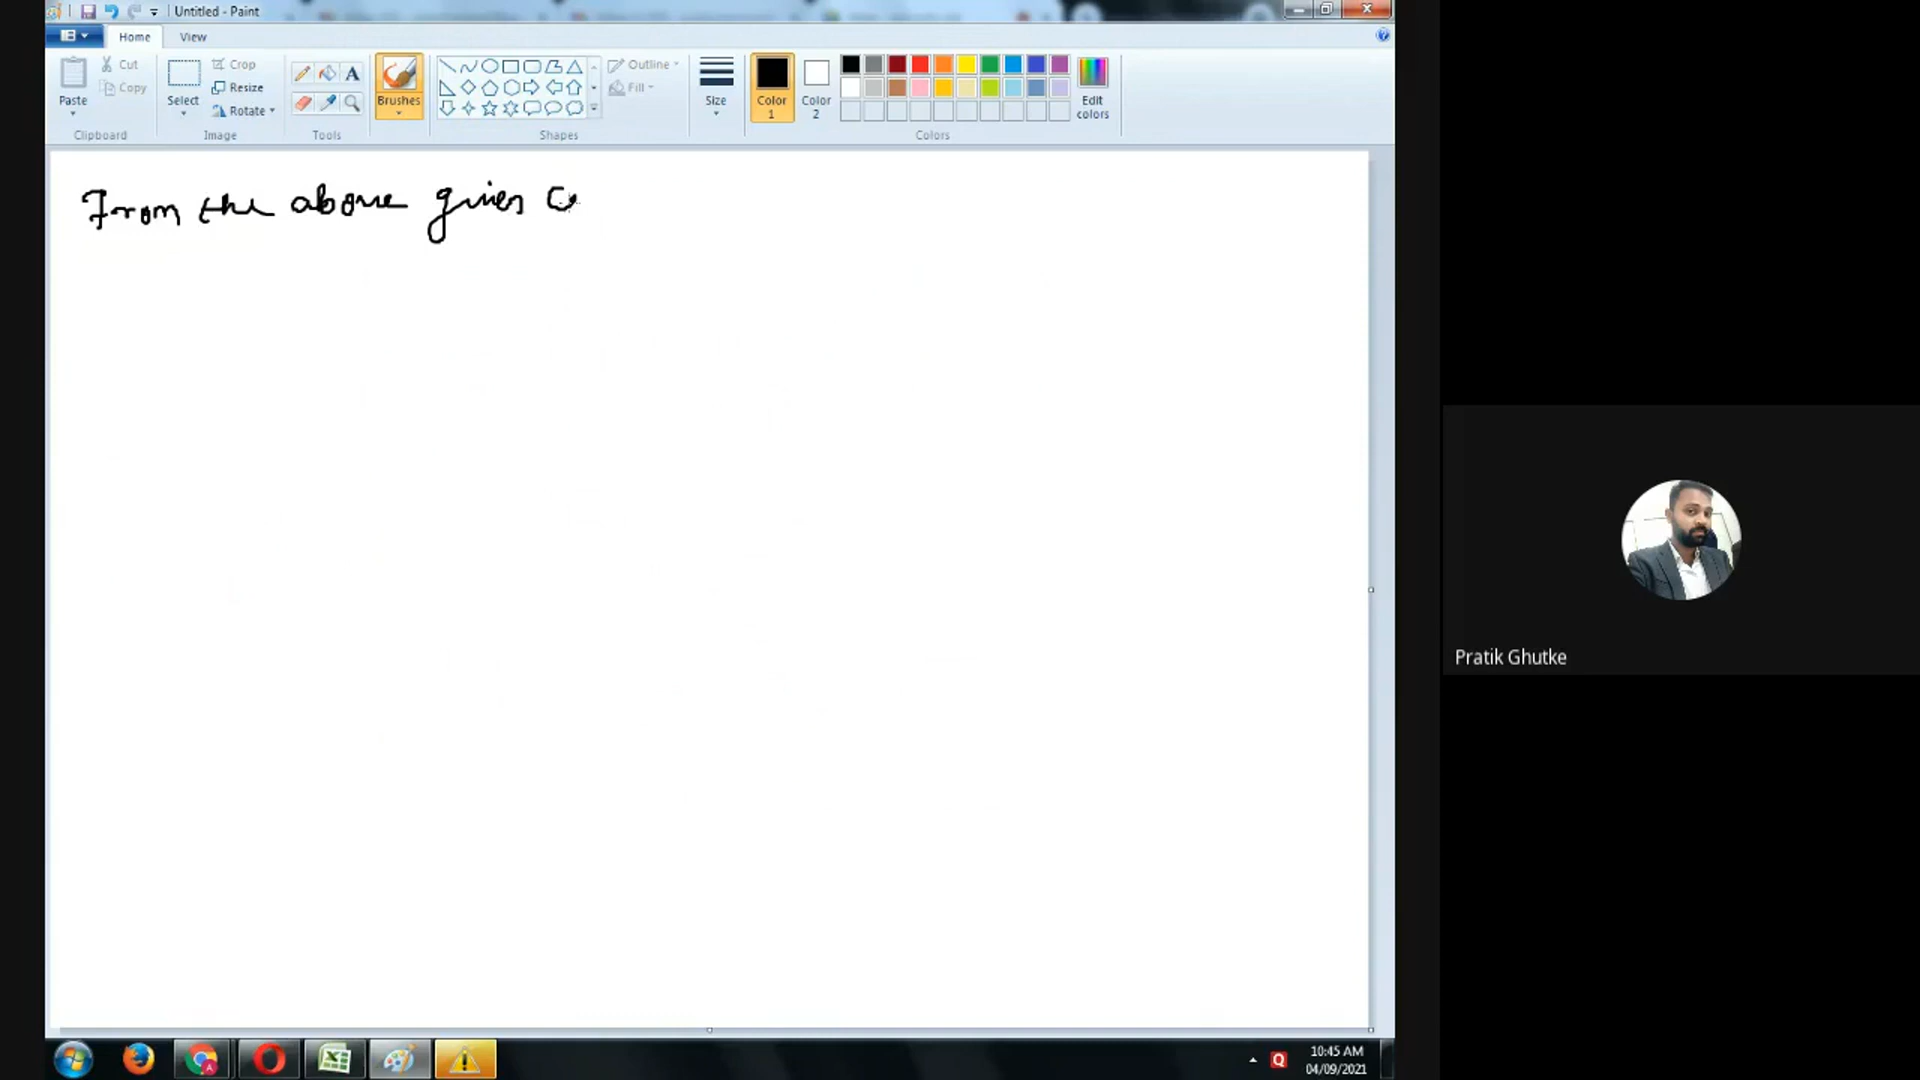 Untitled - Paint
Home View
Cut
Copy
Paste
Clipboard
Select
Crop
Resize
Rotate
Image
Tools
Brushes
Shapes
Outline
Fill
Size
Color 1
Color 2
Edit colors
Colors
From the above given
Pratik Ghutke
10:45 AM
04/09/2021